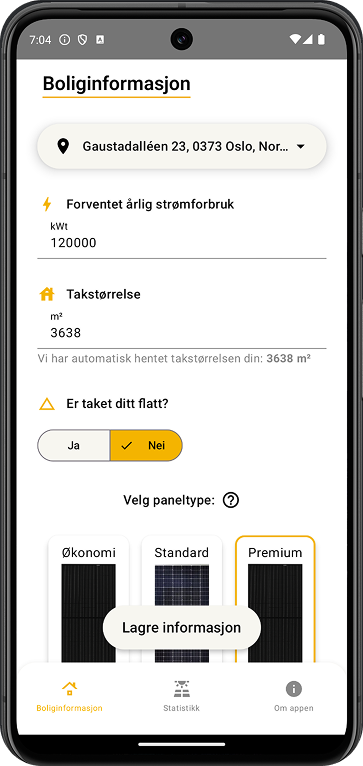 7:04
Boliginformasjon
Gaustadalléen 23, 0373 Oslo, Nor...
Forventet årlig strømforbruk
kWt
120000
Takstørrelse
m²
3638
Vi har automatisk hentet takstørrelsen din: 3638 m²
Er taket ditt flatt?
Ja Nei
Velg paneltype:
Økonomi Standard Premium
Lagre informasjon
Boliginformasjon Statistikk Om appen